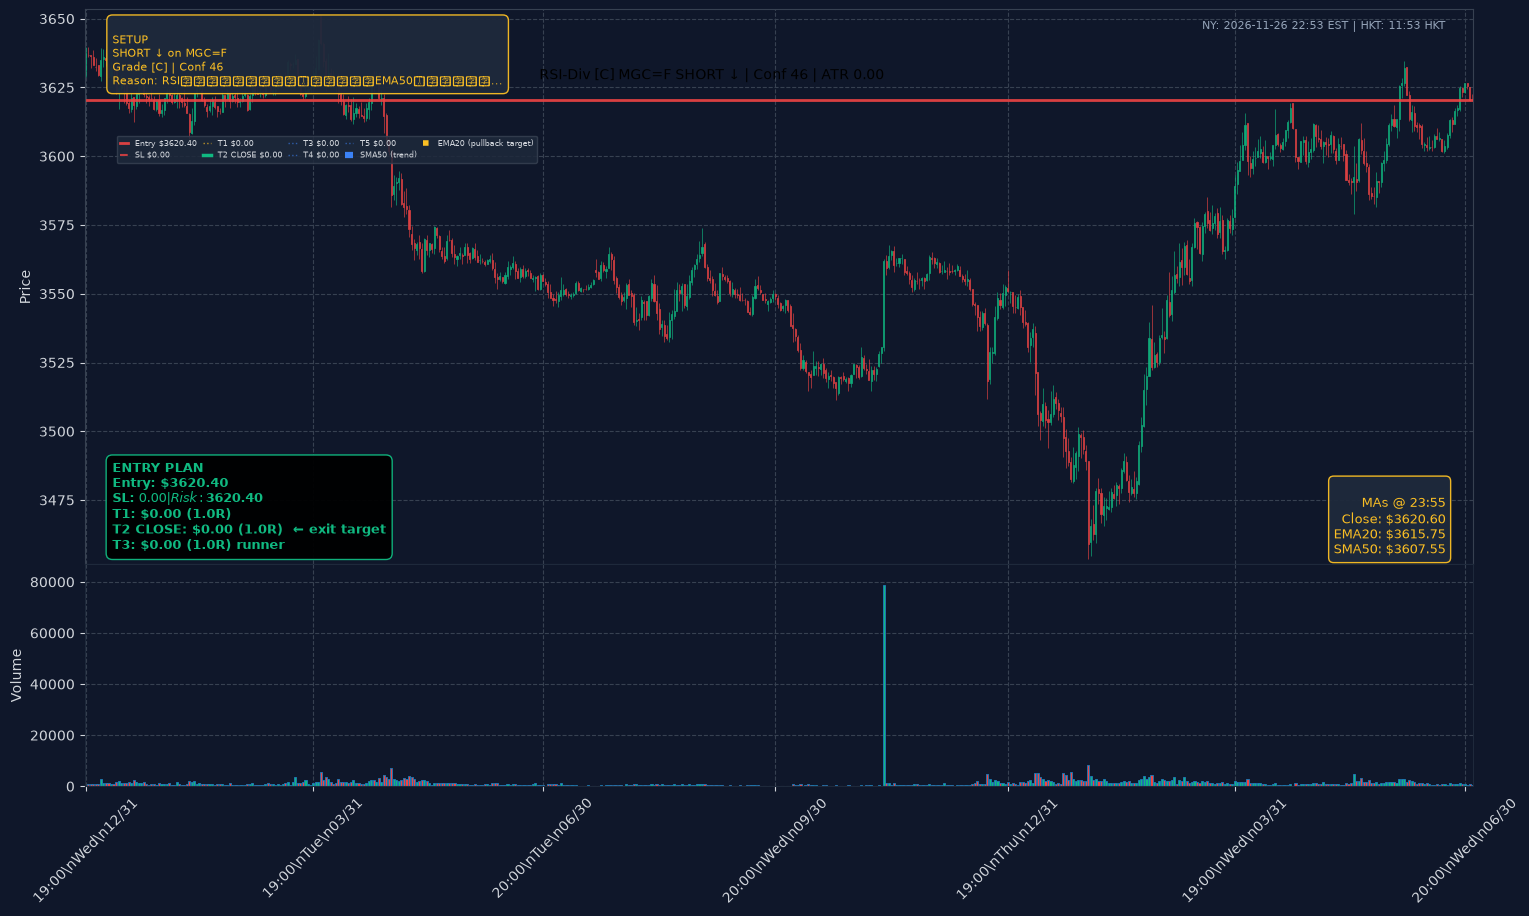 NY: 2026-11-26 22:53 EST | HKT: 11:53 HKT
SETUP
SHORT ↓ on MGC=F
Grade [C] | Conf 46
Reason: RSI EMA50 ...
RSI-Div [C] MGC=F SHORT ↓ | Conf 46 | ATR 0.00
Entry $3620.40 T1 $0.00 T3 $0.00 T5 $0.00 EMA20 (pullback target)
SL $0.00 T2 CLOSE $0.00 T4 $0.00 SMA50 (trend)
3650
3625
3600
3575
3550
3525
3500
3475
Price
ENTRY PLAN
Entry: $3620.40
SL: 0.00|Risk:3620.40
T1: $0.00 (1.0R)
T2 CLOSE: $0.00 (1.0R) ← exit target
T3: $0.00 (1.0R) runner
MAs @ 23:55
Close: $3620.60
EMA20: $3615.75
SMA50: $3607.55
80000
60000
40000
20000
0
Volume
19:00\nWed\n12/31
19:00\nTue\n03/31
20:00\nTue\n06/30
20:00\nWed\n09/30
19:00\nThu\n12/31
19:00\nWed\n03/31
20:00\nWed\n06/30